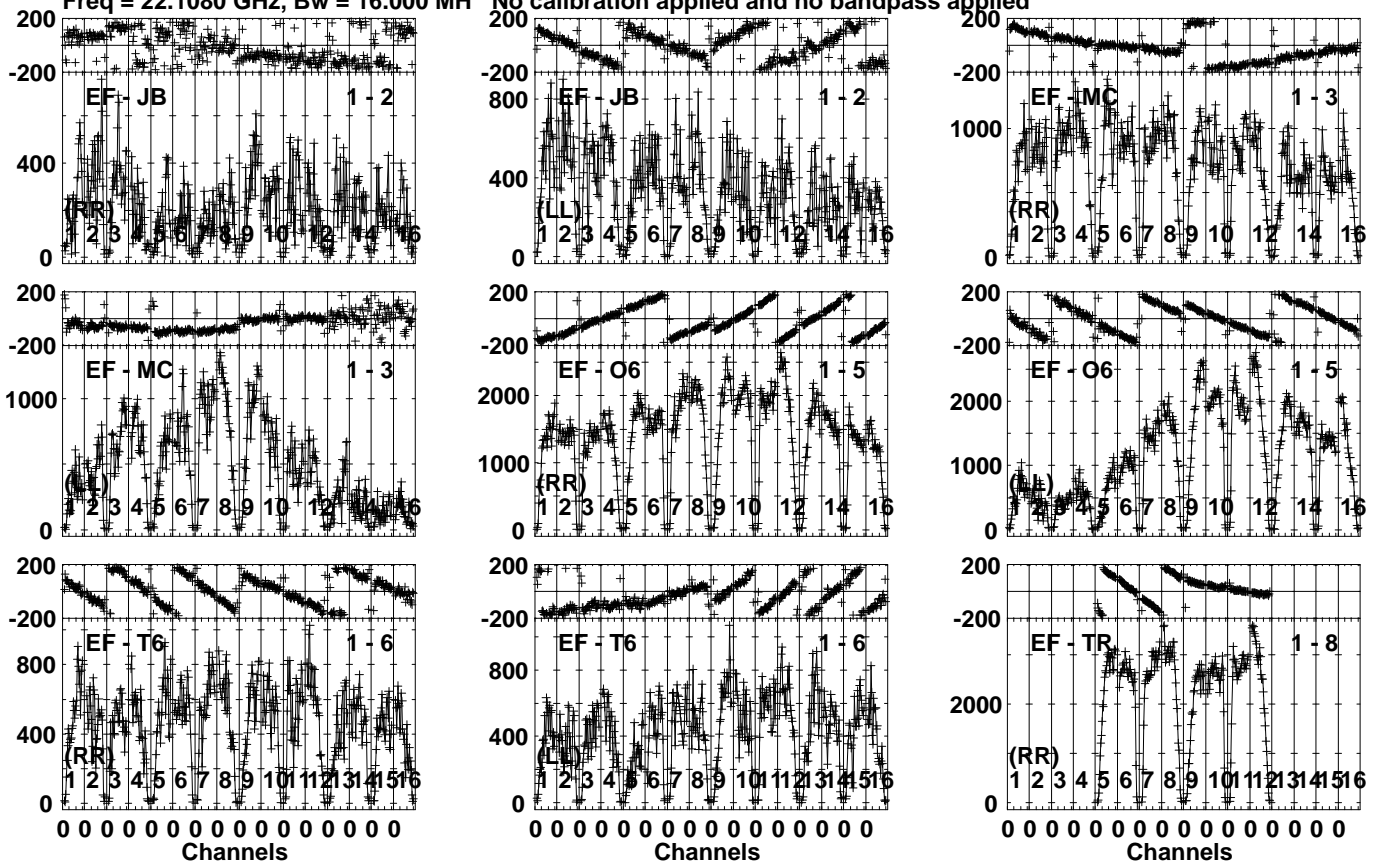 Freq = 22.1080 GHz, Bw = 16.000 MH No calibration applied and no bandpass applied
200
-200
EF - JB 1 - 2
400
0
(RR)
1 2 3 4 5 6 7 8 9 10 12 14 16
200
-200
EF - JB 1 - 2
800
400
0
(LL)
1 2 3 4 5 6 7 8 9 10 12 14 16
200
-200
EF - MC 1 - 3
1000
0
(RR)
1 2 3 4 5 6 7 8 9 10 12 14 16
200
-200
EF - MC 1 - 3
1000
0
(LL)
1 2 3 4 5 6 7 8 9 10 12 14 16
200
-200
EF - O6 1 - 5
2000
1000
0
(RR)
1 2 3 4 5 6 7 8 9 10 12 14 16
200
-200
EF - O6 1 - 5
2000
1000
0
(LL)
1 2 3 4 5 6 7 8 9 10 12 14 16
200
-200
EF - T6 1 - 6
800
400
0
(RR)
1 2 3 4 5 6 7 8 9 10 11 12 13 14 15 16
0 0 0 0 0 0 0 0 0 0 0 0 0 0 0 0
Channels
200
-200
EF - T6 1 - 6
800
400
0
(LL)
1 2 3 4 5 6 7 8 9 10 11 12 13 14 15 16
0 0 0 0 0 0 0 0 0 0 0 0 0 0 0 0
Channels
200
-200
EF - TR 1 - 8
2000
0
(RR)
1 2 3 4 5 6 7 8 9 10 11 12 13 14 15 16
0 0 0 0 0 0 0 0 0 0 0 0 0 0 0 0
Channels